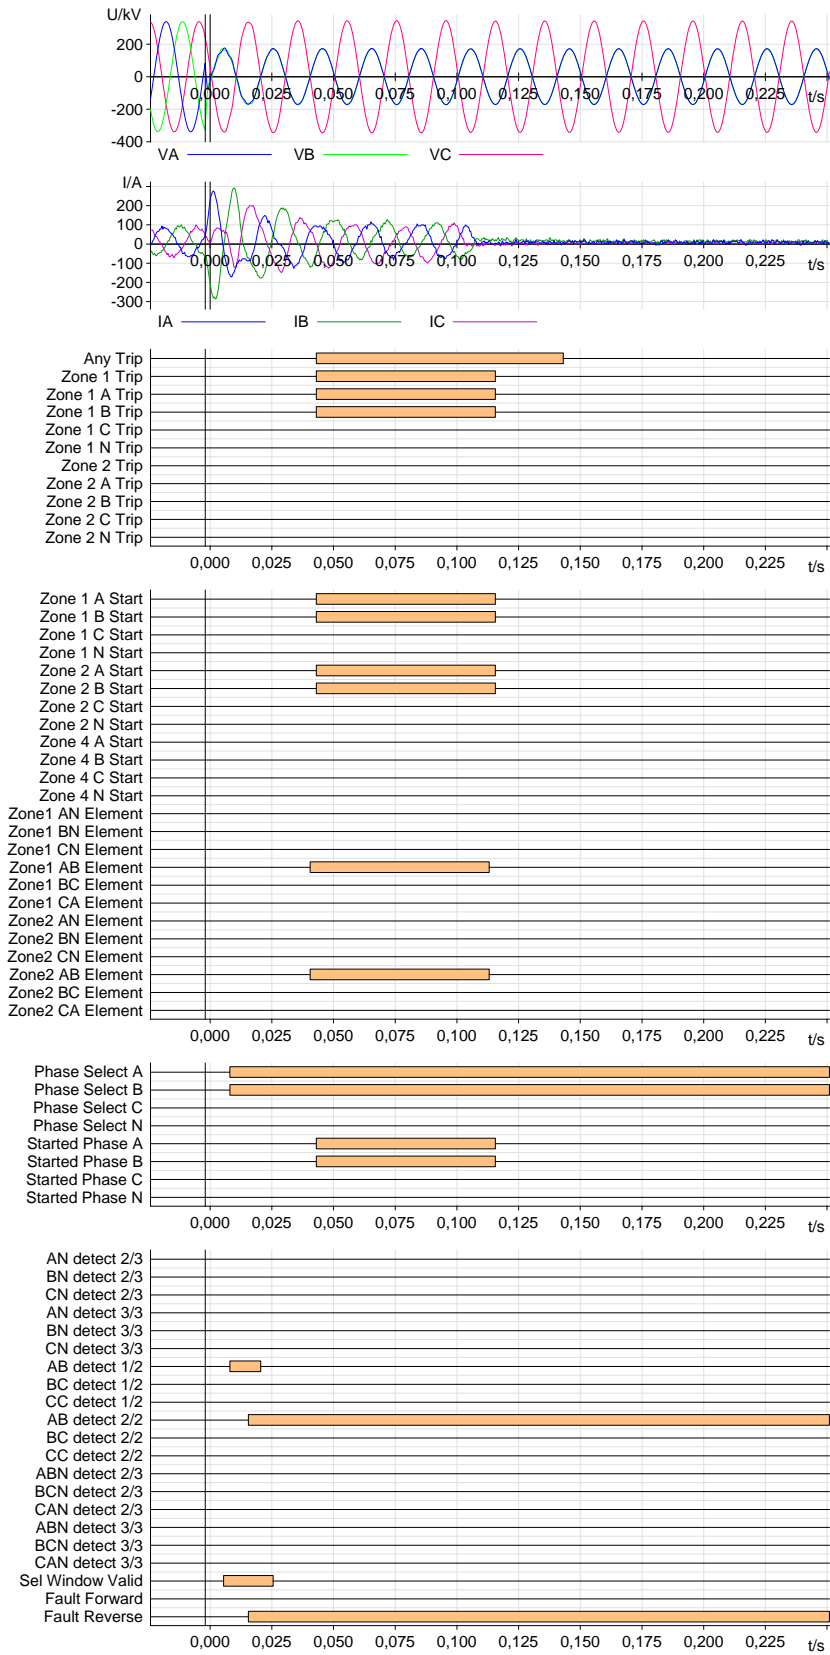 U/kV
200
0
-200
-400
0,000 0,025 0,050 0,075 0,100 0,125 0,150 0,175 0,200 0,225 t/s
VA VB VC
I/A
200
100
0
-100
-200
-300
0,000 0,025 0,050 0,075 0,100 0,125 0,150 0,175 0,200 0,225 t/s
IA IB IC
Any Trip
Zone 1 Trip
Zone 1 A Trip
Zone 1 B Trip
Zone 1 C Trip
Zone 1 N Trip
Zone 2 Trip
Zone 2 A Trip
Zone 2 B Trip
Zone 2 C Trip
Zone 2 N Trip
0,000 0,025 0,050 0,075 0,100 0,125 0,150 0,175 0,200 0,225 t/s
Zone 1 A Start
Zone 1 B Start
Zone 1 C Start
Zone 1 N Start
Zone 2 A Start
Zone 2 B Start
Zone 2 C Start
Zone 2 N Start
Zone 4 A Start
Zone 4 B Start
Zone 4 C Start
Zone 4 N Start
Zone1 AN Element
Zone1 BN Element
Zone1 CN Element
Zone1 AB Element
Zone1 BC Element
Zone1 CA Element
Zone2 AN Element
Zone2 BN Element
Zone2 CN Element
Zone2 AB Element
Zone2 BC Element
Zone2 CA Element
0,000 0,025 0,050 0,075 0,100 0,125 0,150 0,175 0,200 0,225 t/s
Phase Select A
Phase Select B
Phase Select C
Phase Select N
Started Phase A
Started Phase B
Started Phase C
Started Phase N
0,000 0,025 0,050 0,075 0,100 0,125 0,150 0,175 0,200 0,225 t/s
AN detect 2/3
BN detect 2/3
CN detect 2/3
AN detect 3/3
BN detect 3/3
CN detect 3/3
AB detect 1/2
BC detect 1/2
CC detect 1/2
AB detect 2/2
BC detect 2/2
CC detect 2/2
ABN detect 2/3
BCN detect 2/3
CAN detect 2/3
ABN detect 3/3
BCN detect 3/3
CAN detect 3/3
Sel Window Valid
Fault Forward
Fault Reverse
0,000 0,025 0,050 0,075 0,100 0,125 0,150 0,175 0,200 0,225 t/s